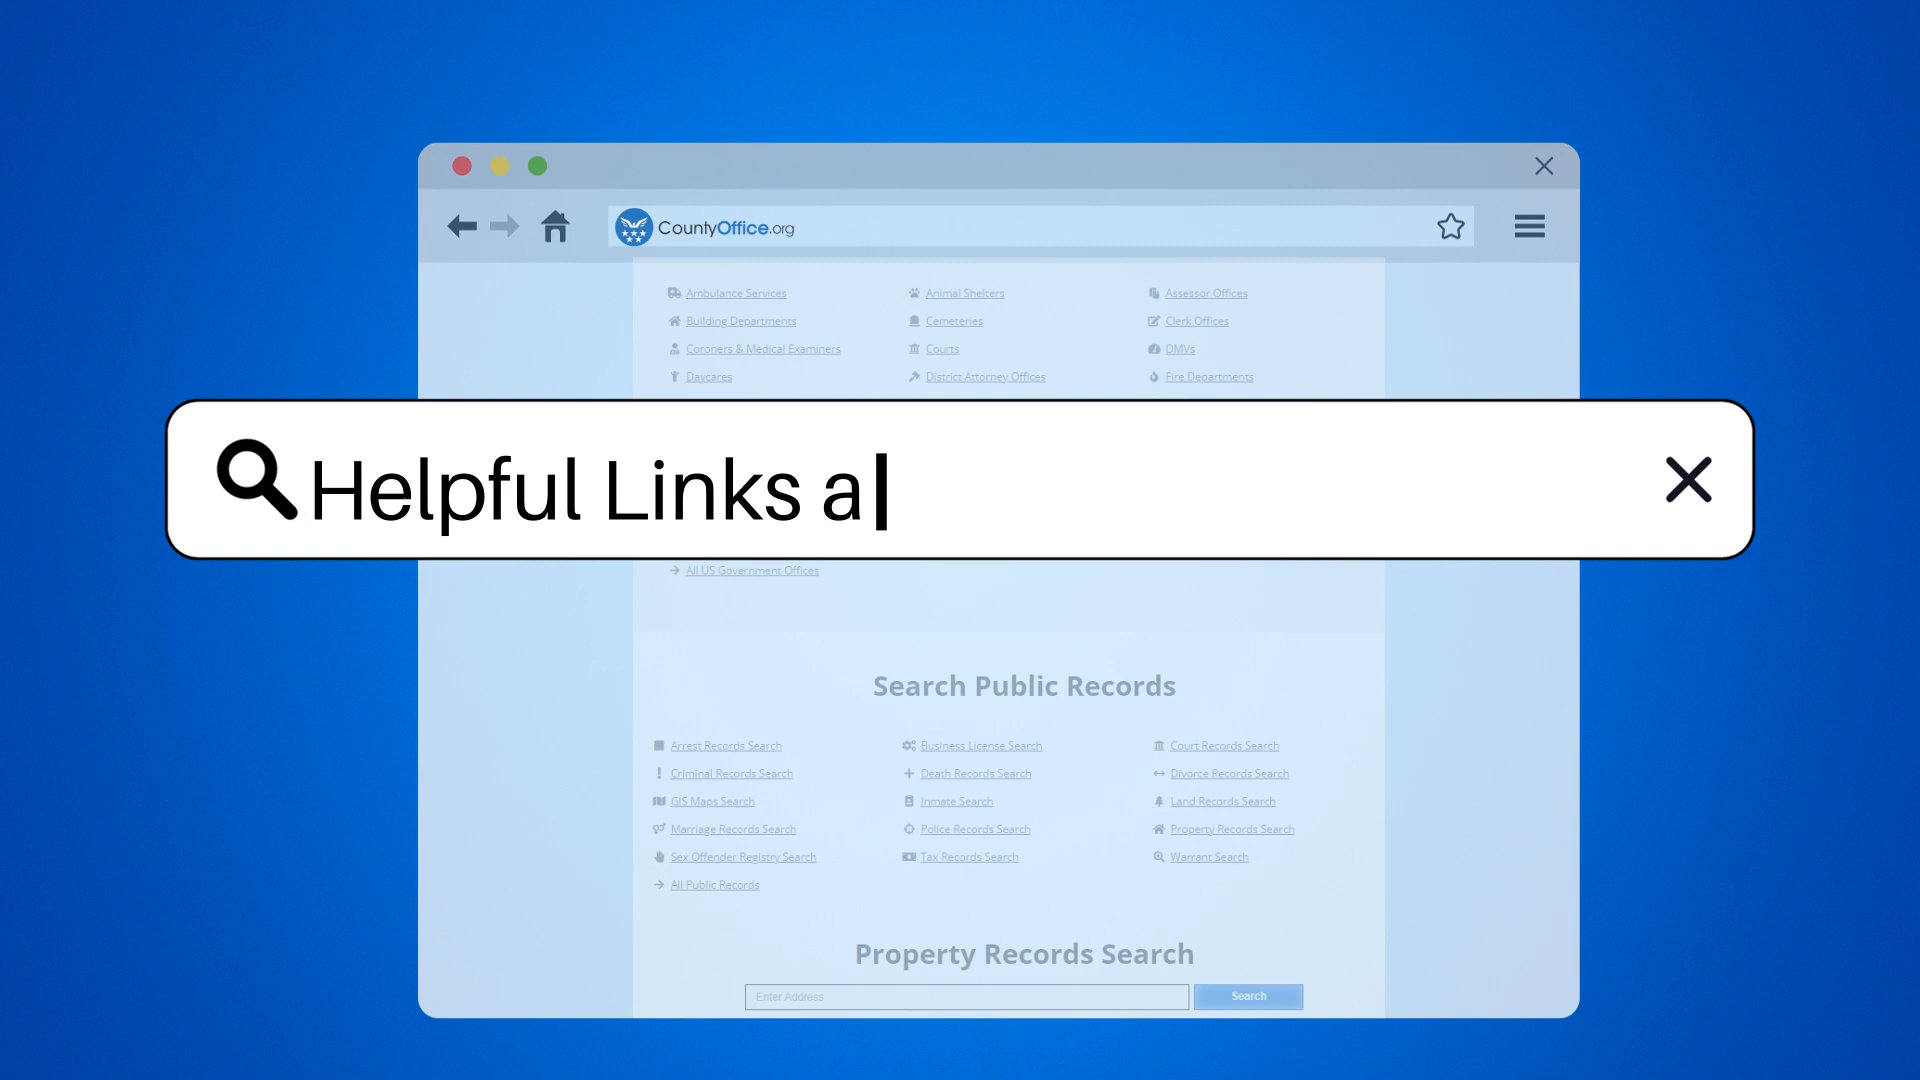 CountyOffice.org
Ambulance Services Animal Shelters Assessor Offices
Building Departments Cemeteries Clerk Offices
Coroners & Medical Examiners Courts DMVs
Daycares District Attorney Offices Fire Departments
Helpful Links a
All US Government Offices
Search Public Records
Arrest Records Search Business License Search Court Records Search
Criminal Records Search Death Records Search Divorce Records Search
GIS Maps Search Inmate Search Land Records Search
Marriage Records Search Police Records Search Property Records Search
Sex Offender Registry Search Tax Records Search Warrant Search
All Public Records
Property Records Search
Enter Address Search